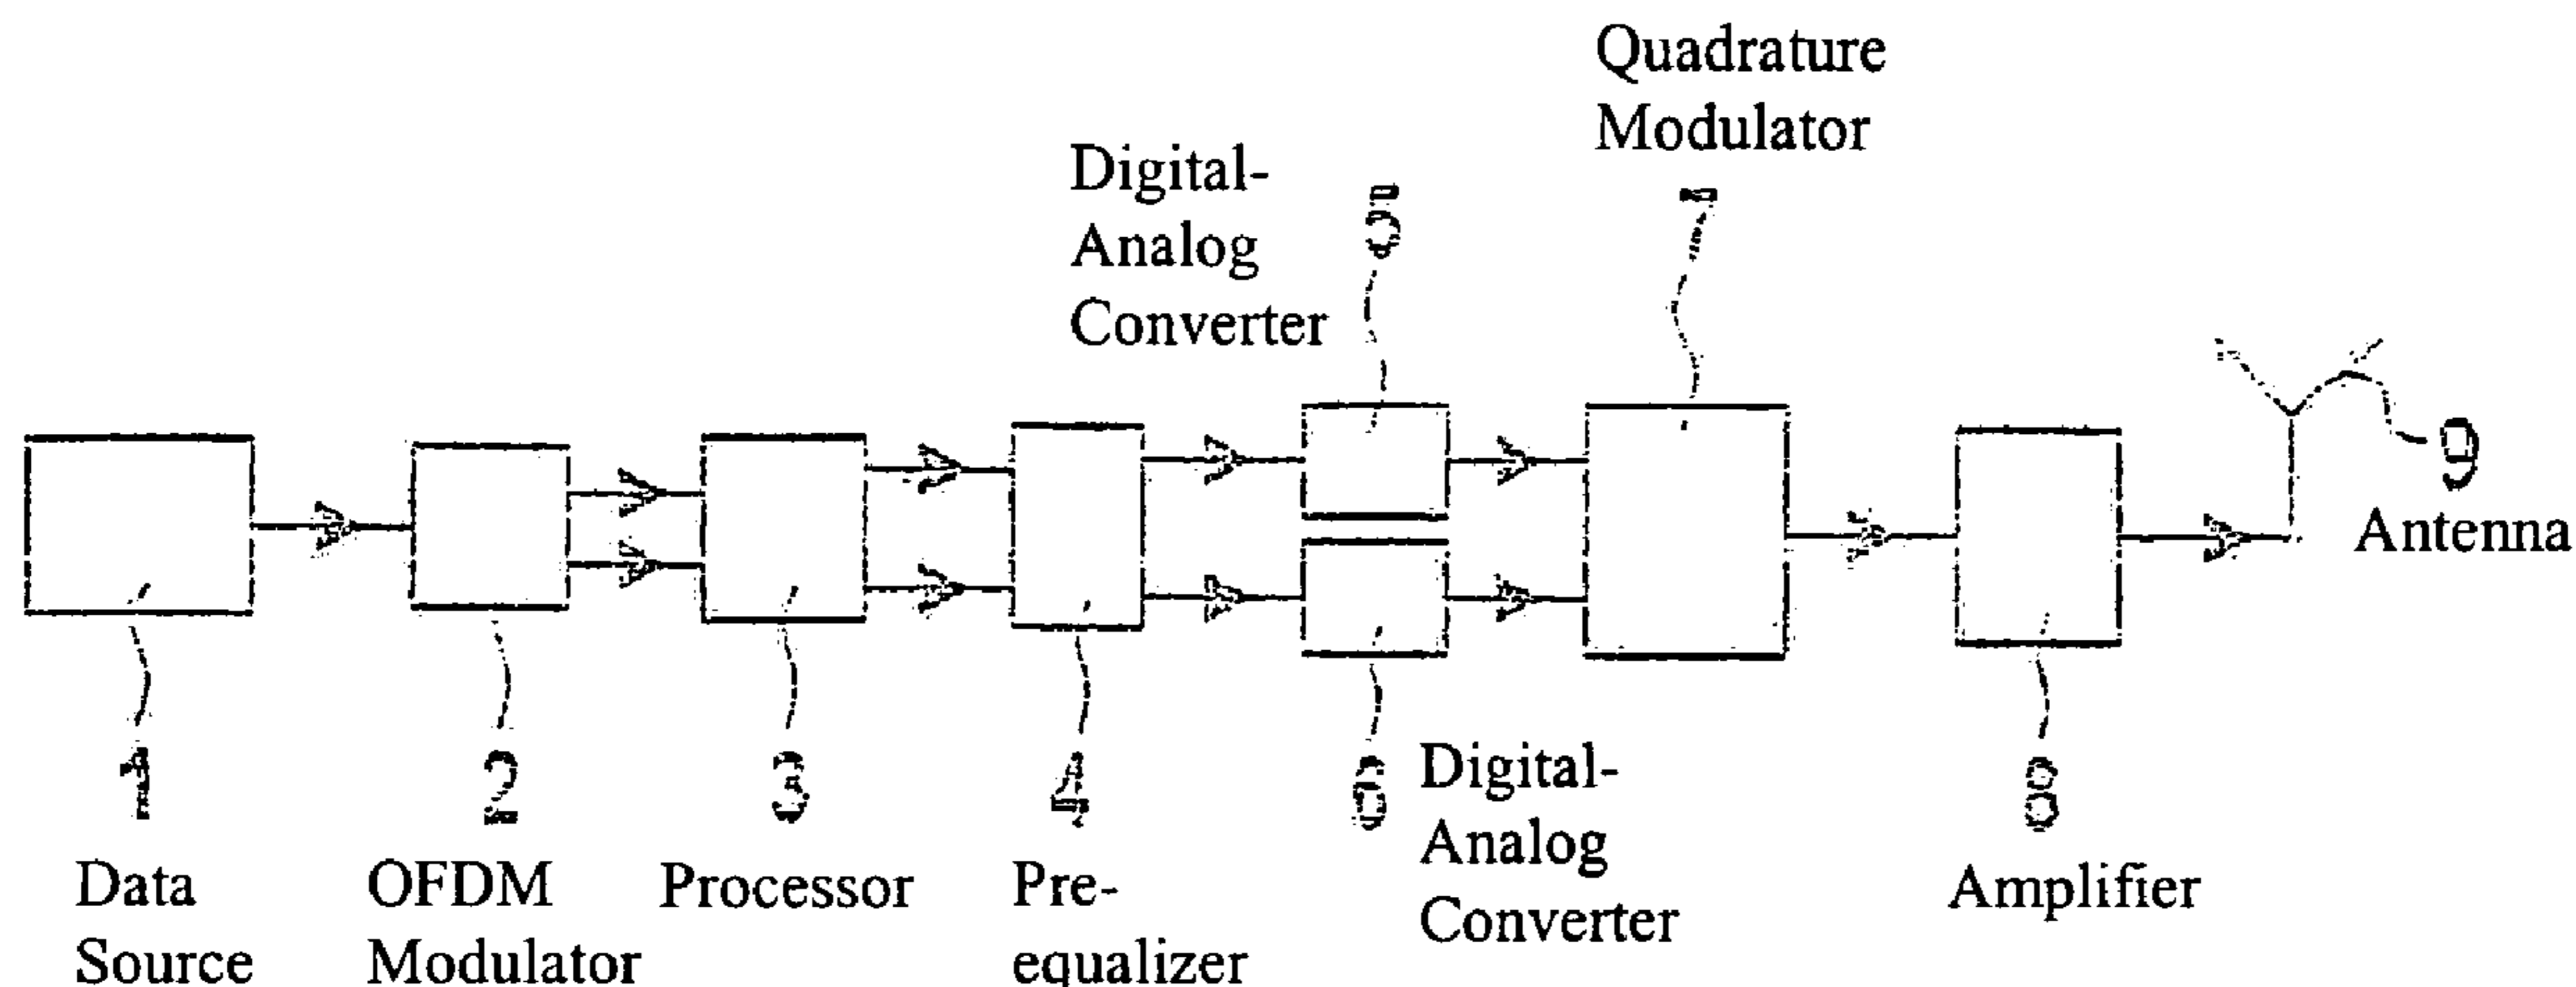 Quadrature
Modulator
7
Digital-
Analog
Converter
5
9
Antenna
1
Data
Source
2
OFDM
Modulator
3
Processor
4
Pre-
equalizer
6
Digital-
Analog
Converter
8
Amplifier